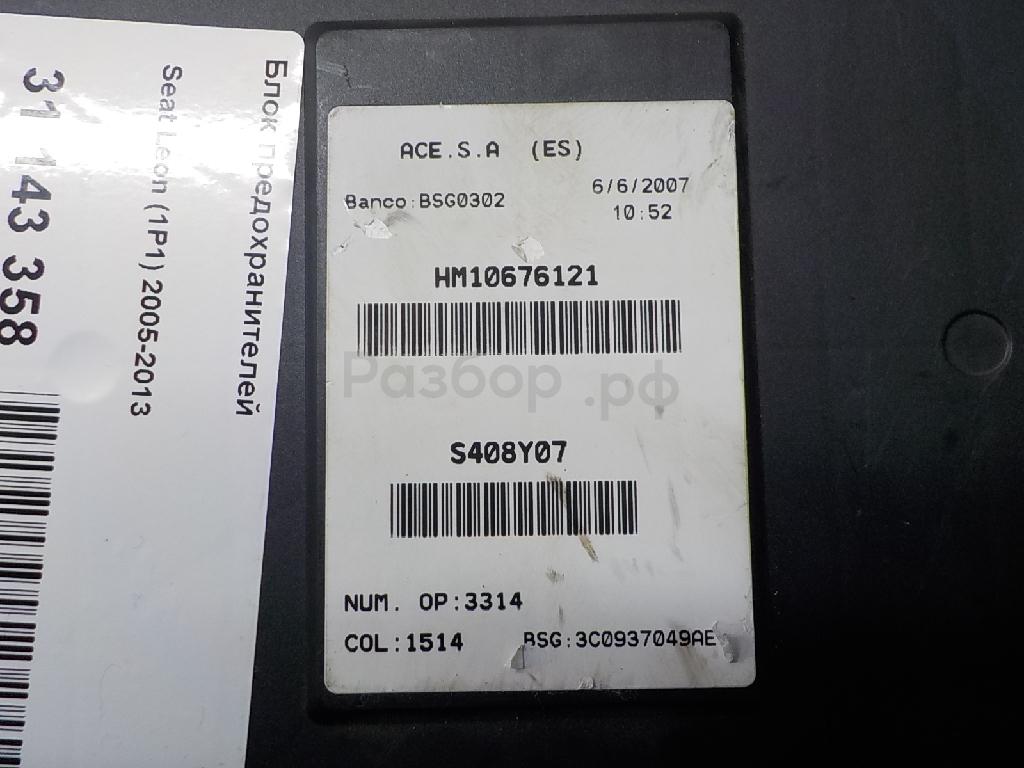 Блок предохранителей
Seat Leon (1P1) 2005-2013
31 143 358
ACE.S.A (ES)
Banco:BSG0302
6/6/2007
10:52
HM10676121
Разбор.рф
S408Y07
NUM. OP:3314
COL:1514
BSG:3C0937049AE